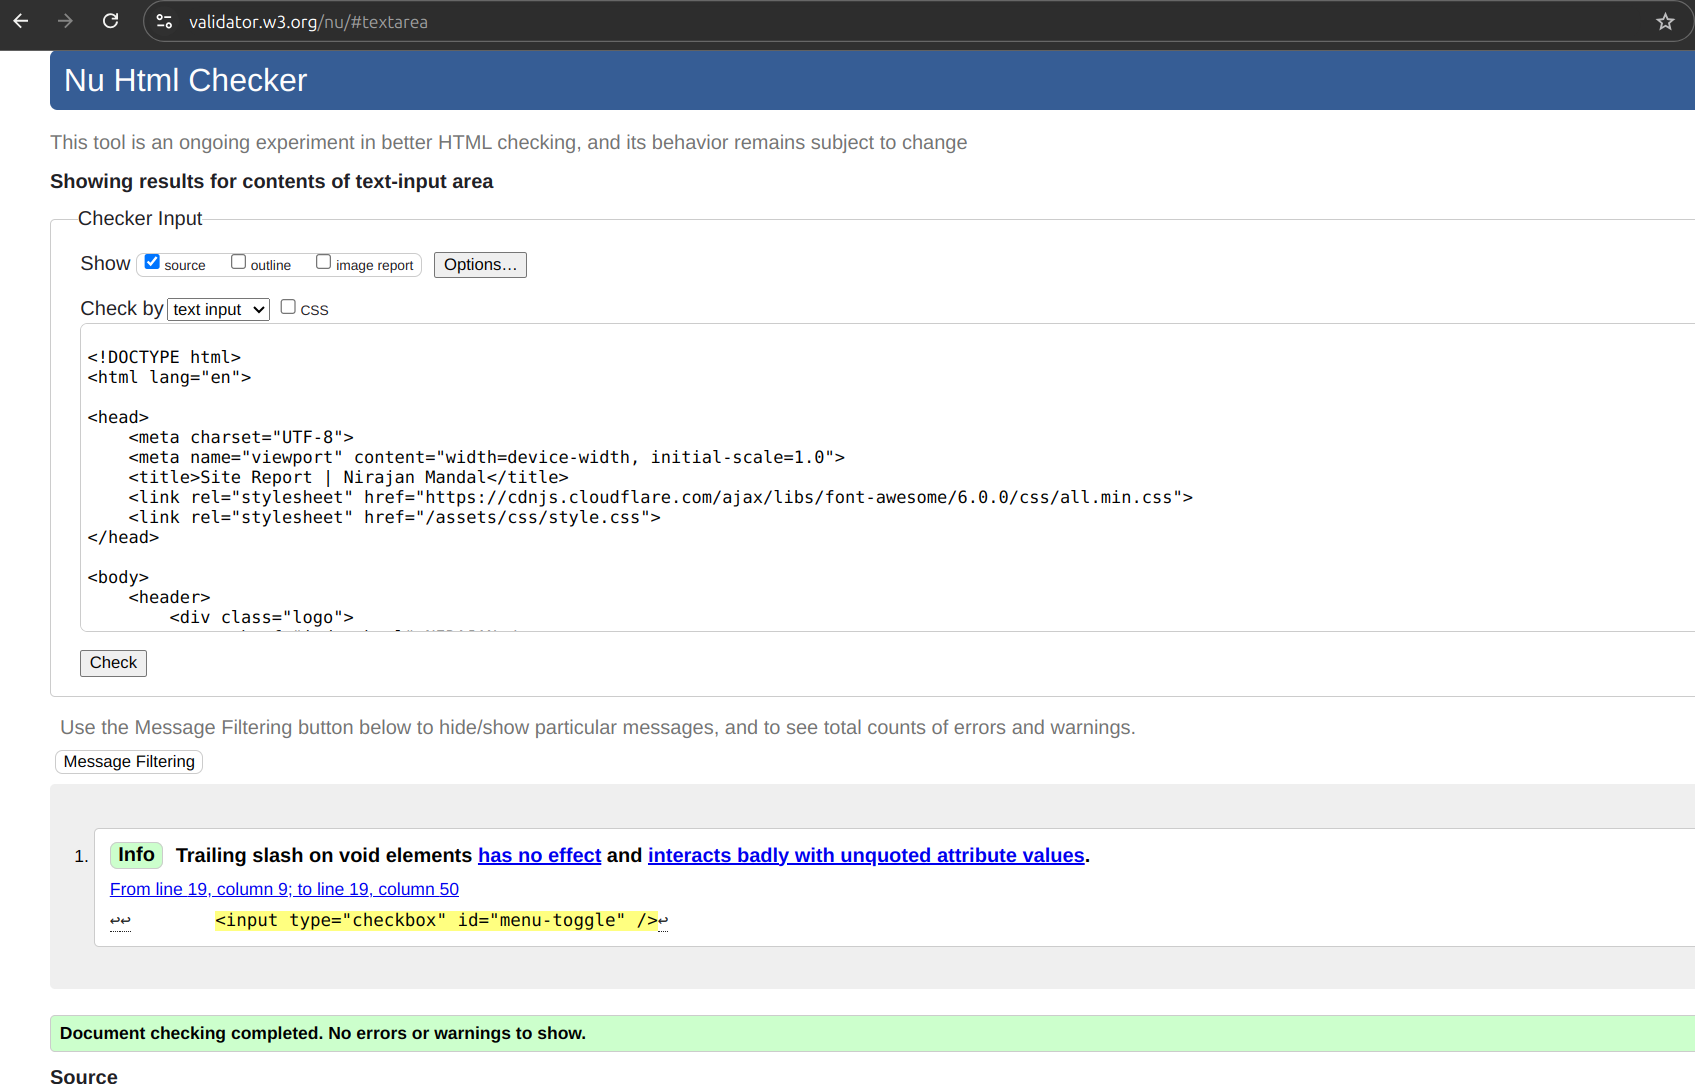 validator.w3.org/nu/#textarea
Nu Html Checker
This tool is an ongoing experiment in better HTML checking, and its behavior remains subject to change
Showing results for contents of text-input area
Checker Input
Show source outline image report Options...
Check by text input CSS
<!DOCTYPE html>
<html lang="en">
<head>
    <meta charset="UTF-8">
    <meta name="viewport" content="width=device-width, initial-scale=1.0">
    <title>Site Report | Nirajan Mandal</title>
    <link rel="stylesheet" href="https://cdnjs.cloudflare.com/ajax/libs/font-awesome/6.0.0/css/all.min.css">
    <link rel="stylesheet" href="/assets/css/style.css">
</head>
<body>
    <header>
        <div class="logo">
Check
Use the Message Filtering button below to hide/show particular messages, and to see total counts of errors and warnings.
Message Filtering
1. Info Trailing slash on void elements has no effect and interacts badly with unquoted attribute values.
From line 19, column 9; to line 19, column 50
↩↩        <input type="checkbox" id="menu-toggle" />↩
Document checking completed. No errors or warnings to show.
Source